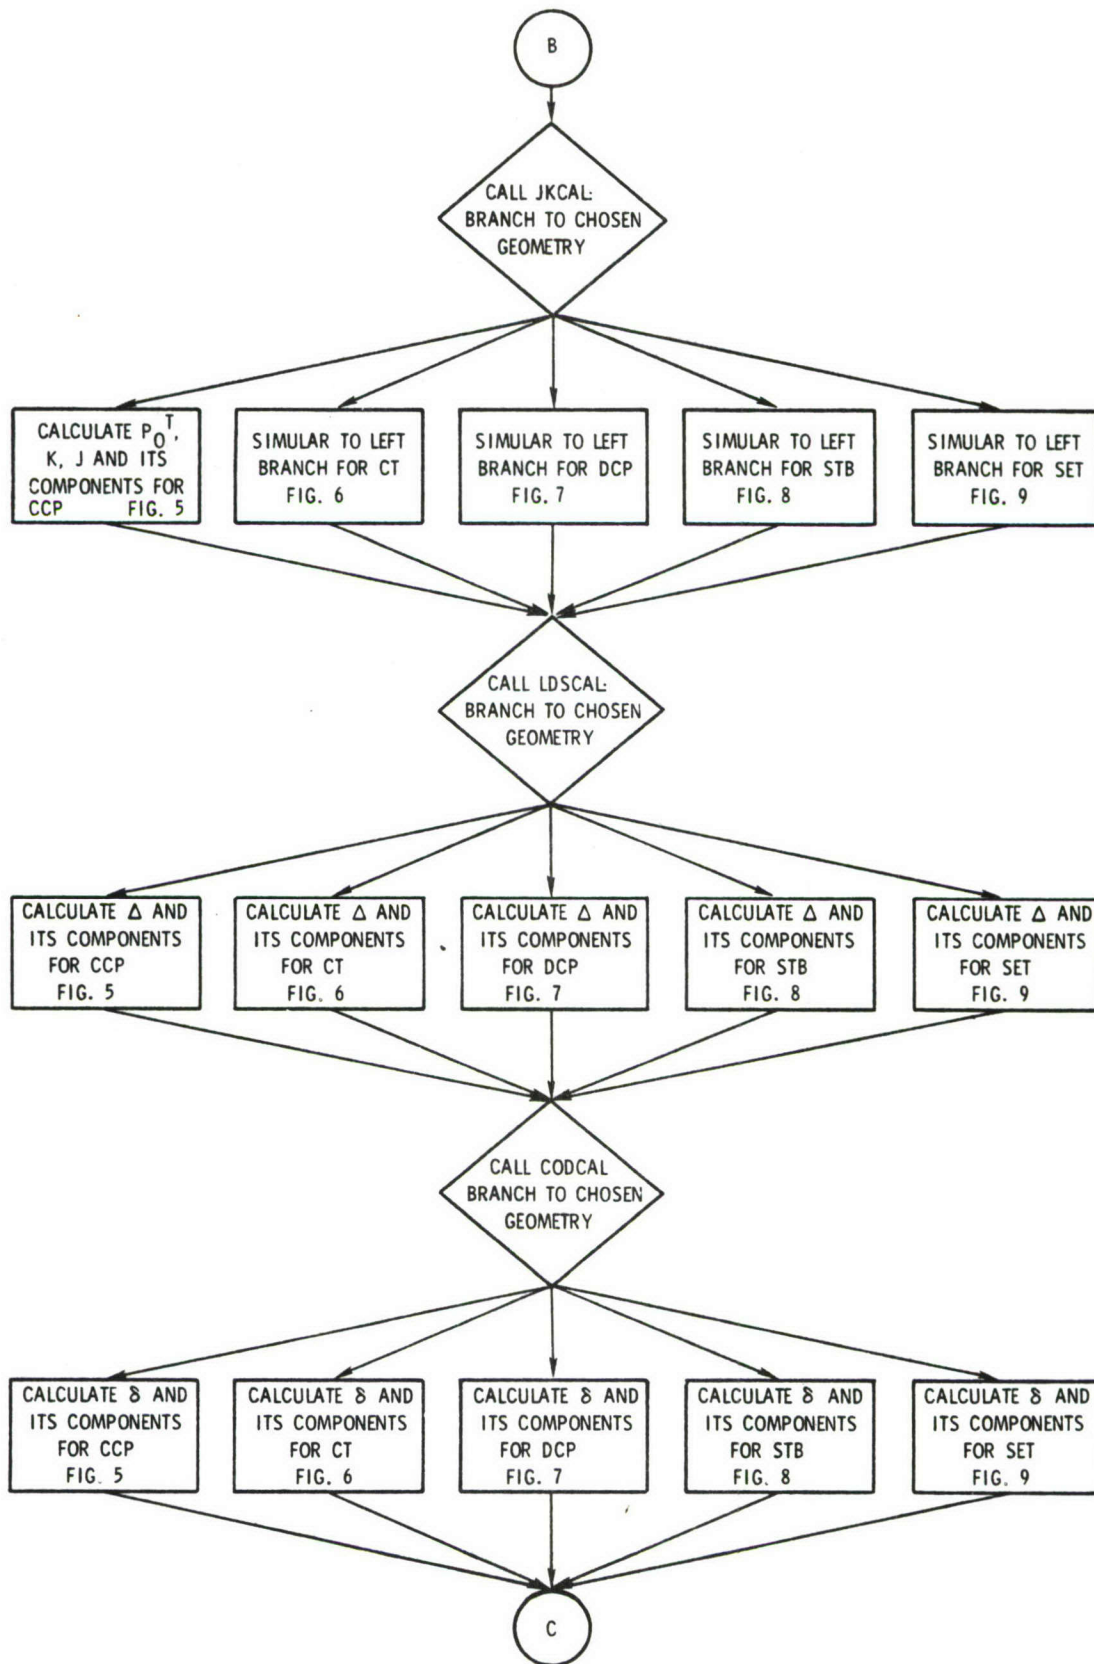 B
CALL JKCAL:
BRANCH TO CHOSEN
GEOMETRY
CALCULATE P₀ᵀ,
K, J AND ITS
COMPONENTS FOR
CCP FIG. 5
SIMULAR TO LEFT
BRANCH FOR CT
FIG. 6
SIMULAR TO LEFT
BRANCH FOR DCP
FIG. 7
SIMULAR TO LEFT
BRANCH FOR STB
FIG. 8
SIMULAR TO LEFT
BRANCH FOR SET
FIG. 9
CALL LDSCAL:
BRANCH TO CHOSEN
GEOMETRY
CALCULATE Δ AND
ITS COMPONENTS
FOR CCP
FIG. 5
CALCULATE Δ AND
ITS COMPONENTS
FOR CT
FIG. 6
CALCULATE Δ AND
ITS COMPONENTS
FOR DCP
FIG. 7
CALCULATE Δ AND
ITS COMPONENTS
FOR STB
FIG. 8
CALCULATE Δ AND
ITS COMPONENTS
FOR SET
FIG. 9
CALL CODCAL
BRANCH TO CHOSEN
GEOMETRY
CALCULATE δ AND
ITS COMPONENTS
FOR CCP
FIG. 5
CALCULATE δ AND
ITS COMPONENTS
FOR CT
FIG. 6
CALCULATE δ AND
ITS COMPONENTS
FOR DCP
FIG. 7
CALCULATE δ AND
ITS COMPONENTS
FOR STB
FIG. 8
CALCULATE δ AND
ITS COMPONENTS
FOR SET
FIG. 9
C